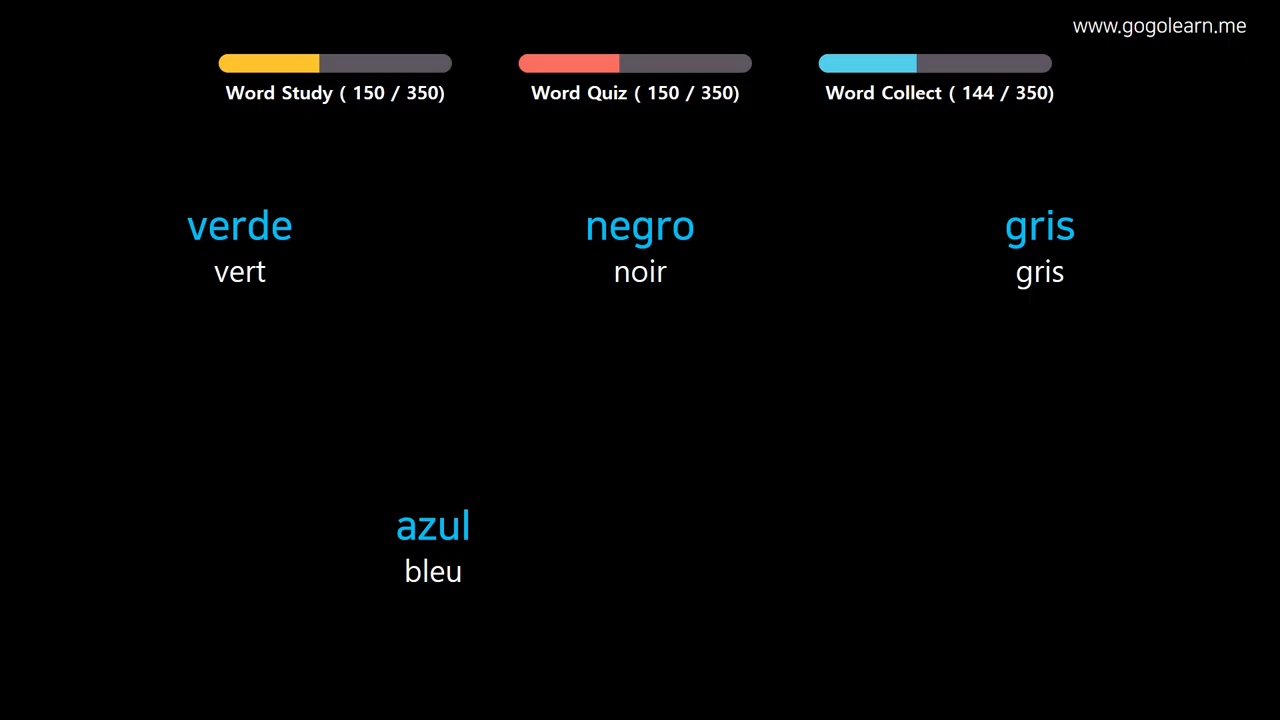 www.gogolearn.me
Word Study ( 150 / 350)
Word Quiz ( 150 / 350)
Word Collect ( 144 / 350)
verde
vert
negro
noir
gris
gris
azul
bleu